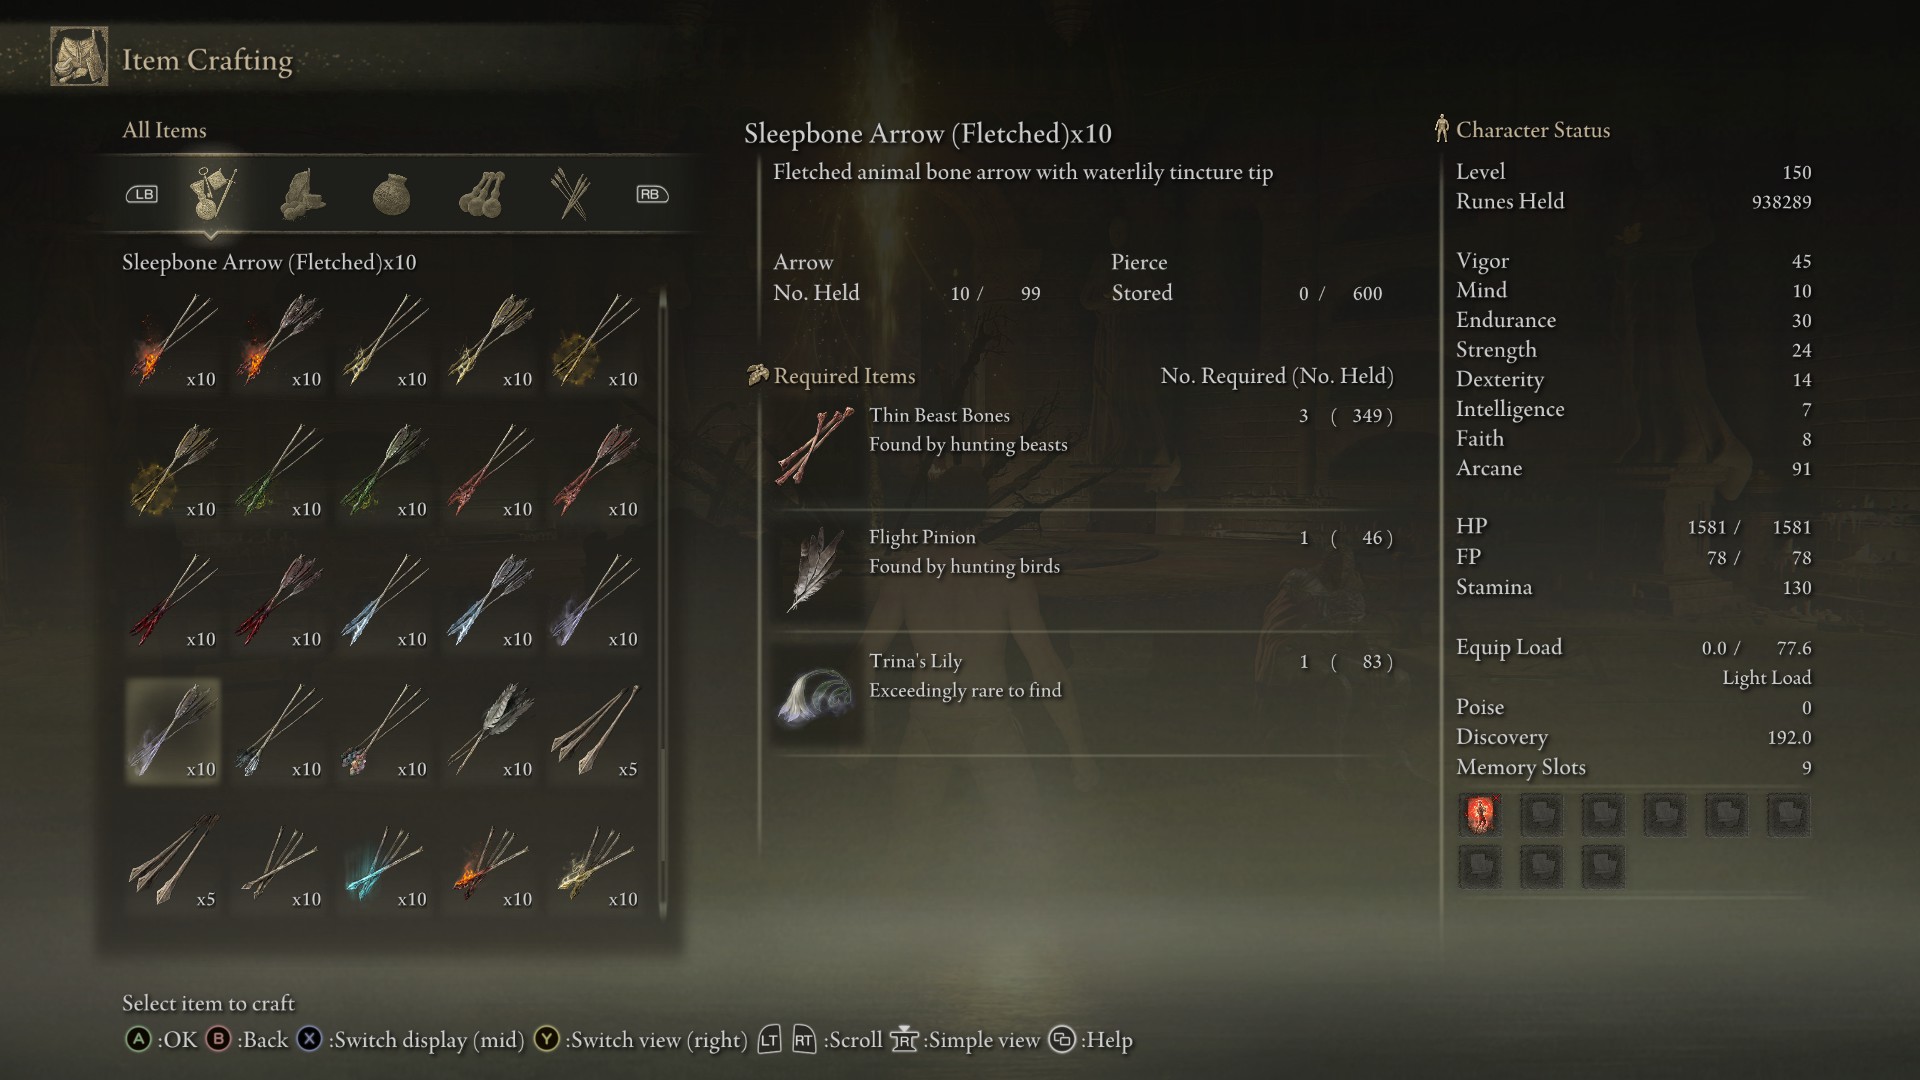 Item Crafting
All Items
LB
RB
Sleepbone Arrow (Fletched)x10
x10 x10 x10 x10 x10
x10 x10 x10 x10 x10
x10 x10 x10 x10 x10
x10 x10 x10 x10 x5
x5 x10 x10 x10 x10
Sleepbone Arrow (Fletched)x10
Fletched animal bone arrow with waterlily tincture tip
Arrow Pierce
No. Held 10 / 99 Stored 0 / 600
Required Items No. Required (No. Held)
Thin Beast Bones 3 ( 349 )
Found by hunting beasts
Flight Pinion 1 ( 46 )
Found by hunting birds
Trina's Lily 1 ( 83 )
Exceedingly rare to find
Character Status
Level 150
Runes Held 938289
Vigor 45
Mind 10
Endurance 30
Strength 24
Dexterity 14
Intelligence 7
Faith 8
Arcane 91
HP 1581 / 1581
FP 78 / 78
Stamina 130
Equip Load 0.0 / 77.6
Light Load
Poise 0
Discovery 192.0
Memory Slots 9
Select item to craft
A :OK B :Back X :Switch display (mid) Y :Switch view (right) LT RT :Scroll R :Simple view :Help